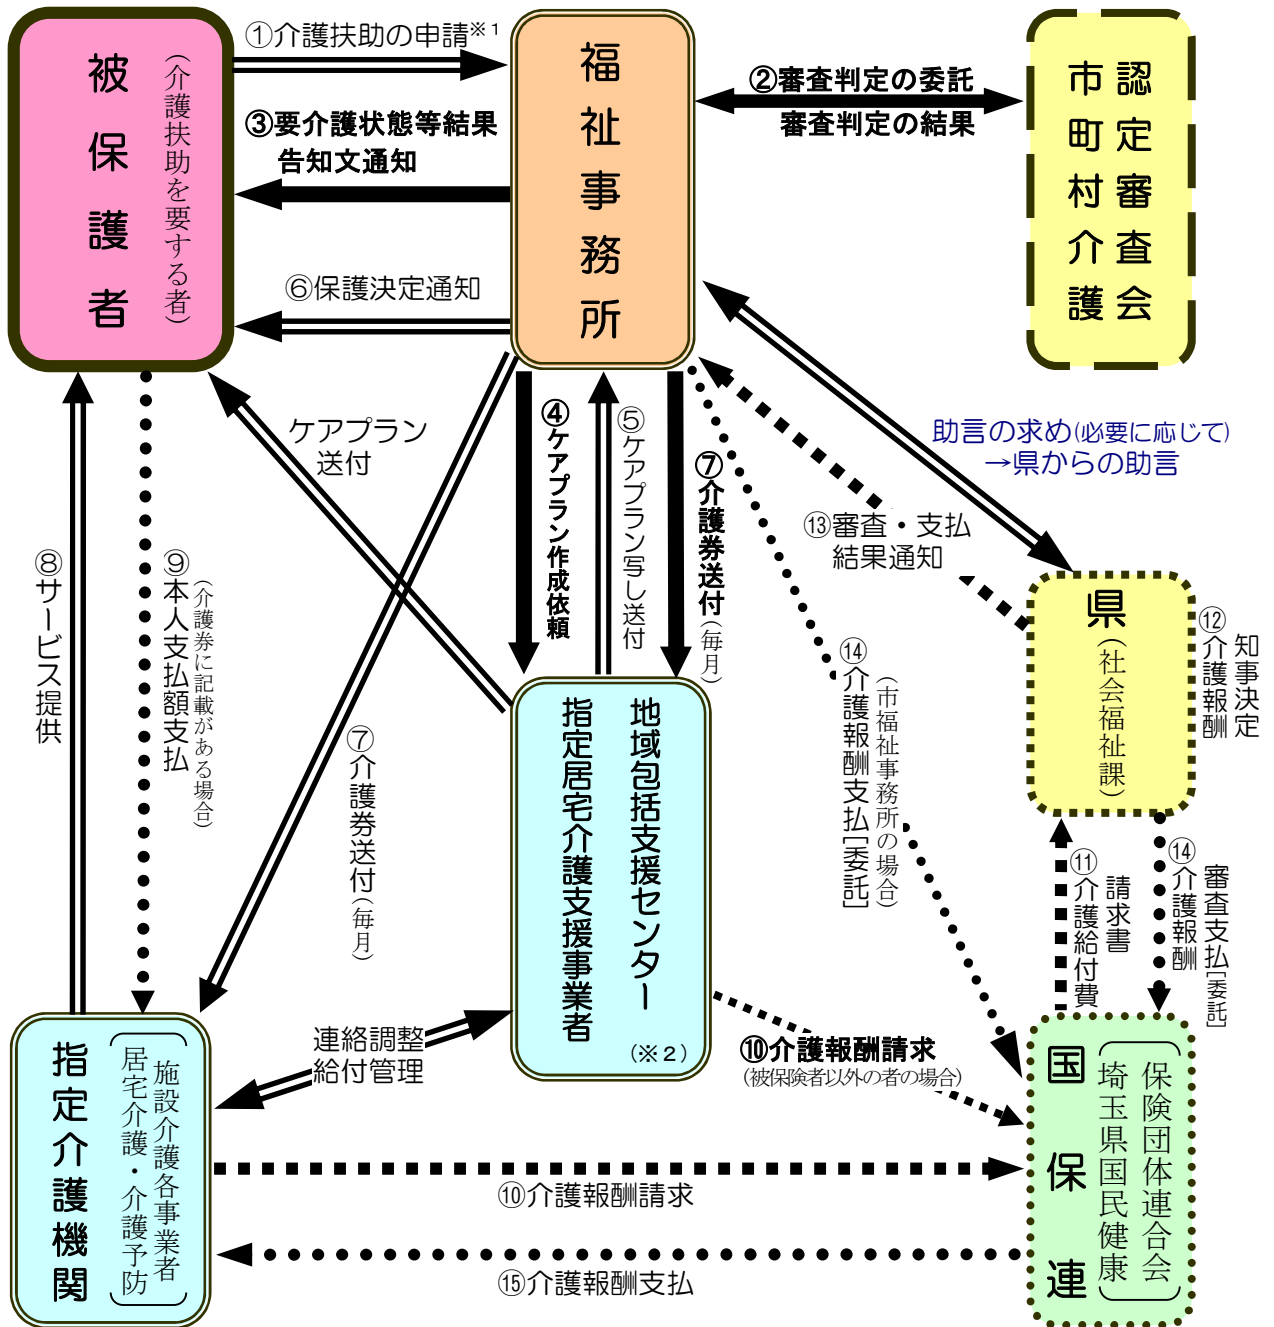 被保護者
（介護扶助を要する者）
①介護扶助の申請※１
福祉事務所
②審査判定の委託
審査判定の結果
市町村介護
認定審査会
③要介護状態等結果
告知文通知
⑥保護決定通知
ケアプラン
送付
④ケアプラン作成依頼
⑤ケアプラン写し送付
⑦介護券送付（毎月）
助言の求め(必要に応じて)
→県からの助言
⑬審査・支払
結果通知
県
（社会福祉課）
⑫介護報酬
知事決定
⑧サービス提供
⑨本人支払額支払
（介護券に記載がある場合）
⑦介護券送付（毎月）
地域包括支援センター
指定居宅介護支援事業者
（※２）
⑭介護報酬支払[委託]
（市福祉事務所の場合）
⑪介護給付費
請求書
⑭介護報酬
審査支払[委託]
連絡調整
給付管理
⑩介護報酬請求
（被保険者以外の者の場合）
指定介護機関
居宅介護・介護予防
施設介護各事業者
⑩介護報酬請求
⑮介護報酬支払
国保連
埼玉県国民健康
保険団体連合会